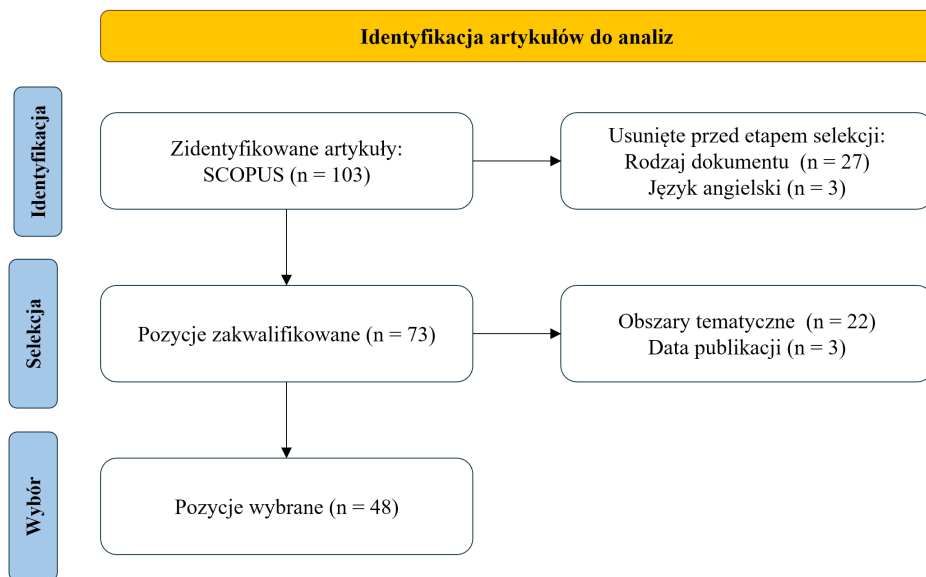 Identyfikacja artykułów do analiz
Identyfikacja
Zidentyfikowane artykuły:
SCOPUS (n = 103)
Usunięte przed etapem selekcji:
Rodzaj dokumentu  (n = 27)
Język angielski (n = 3)
Selekcja
Pozycje zakwalifikowane (n = 73)
Obszary tematyczne  (n = 22)
Data publikacji (n = 3)
Wybór
Pozycje wybrane (n = 48)